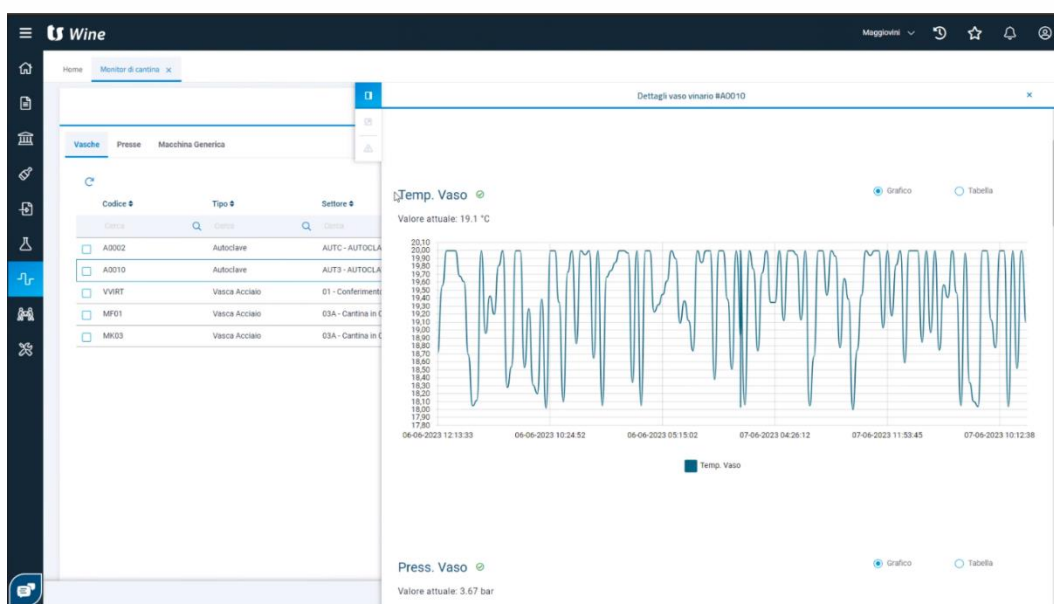 ts Wine
Maggiovini
Home Monitor di cantina ×
Dettagli vaso vinario #A0010 ×
Vasche Presse Macchina Generica
Codice Tipo Settore
Cerca Cerca Cerca
A0002 Autoclave AUTC - AUTOCLA
A0010 Autoclave AUT3 - AUTOCLA
VVIRT Vasca Acciaio 01 - Conferimento
MF01 Vasca Acciaio 03A - Cantina in C
MK03 Vasca Acciaio 03A - Cantina in C
Temp. Vaso
Grafico Tabella
Valore attuale: 19.1 °C
20,10
20,00
19,90
19,80
19,70
19,60
19,50
19,40
19,30
19,20
19,10
19,00
18,90
18,80
18,70
18,60
18,50
18,40
18,30
18,20
18,10
18,00
17,90
17,80
06-06-2023 12.13:33 06-06-2023 10:24.52 06-06-2023 05:15:02 07-06-2023 04:26:12 07-06-2023 11:53:45 07-06-2023 10:12:38
Temp. Vaso
Press. Vaso
Grafico Tabella
Valore attuale: 3.67 bar